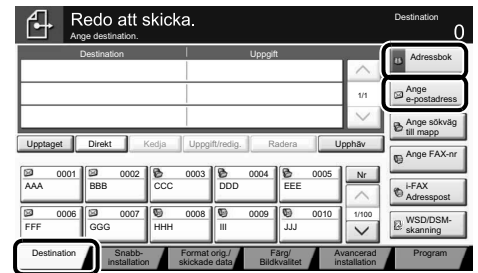 Redo att skicka.
Ange destination.
Destination
0
Destination
Uppgift
1/1
Adressbok
Ange
e-postadress
Ange sökväg
till mapp
Ange FAX-nr
i-FAX
Adresspost
WSD/DSM-
skanning
Upptaget
Direkt
Kedja
Uppgift/redig.
Radera
Upphäv
0001
AAA
0002
BBB
0003
CCC
0004
DDD
0005
EEE
Nr
0006
FFF
0007
GGG
0008
HHH
0009
III
0010
JJJ
1/100
Destination
Snabb-
installation
Format orig./
skickade data
Färg/
Bildkvalitet
Avancerad
installation
Program